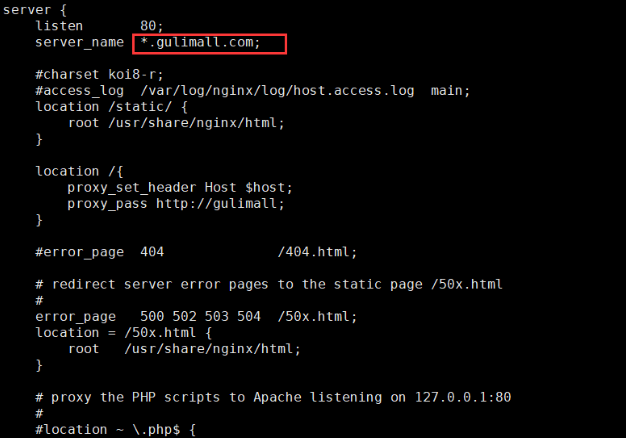 server {
    listen       80;
    server_name  *.gulimall.com;

    #charset koi8-r;
    #access_log  /var/log/nginx/log/host.access.log  main;
    location /static/ {
        root /usr/share/nginx/html;
    }

    location /{
        proxy_set_header Host $host;
        proxy_pass http://gulimall;
    }

    #error_page  404              /404.html;

    # redirect server error pages to the static page /50x.html
    #
    error_page   500 502 503 504  /50x.html;
    location = /50x.html {
        root   /usr/share/nginx/html;
    }

    # proxy the PHP scripts to Apache listening on 127.0.0.1:80
    #
    #location ~ \.php$ {